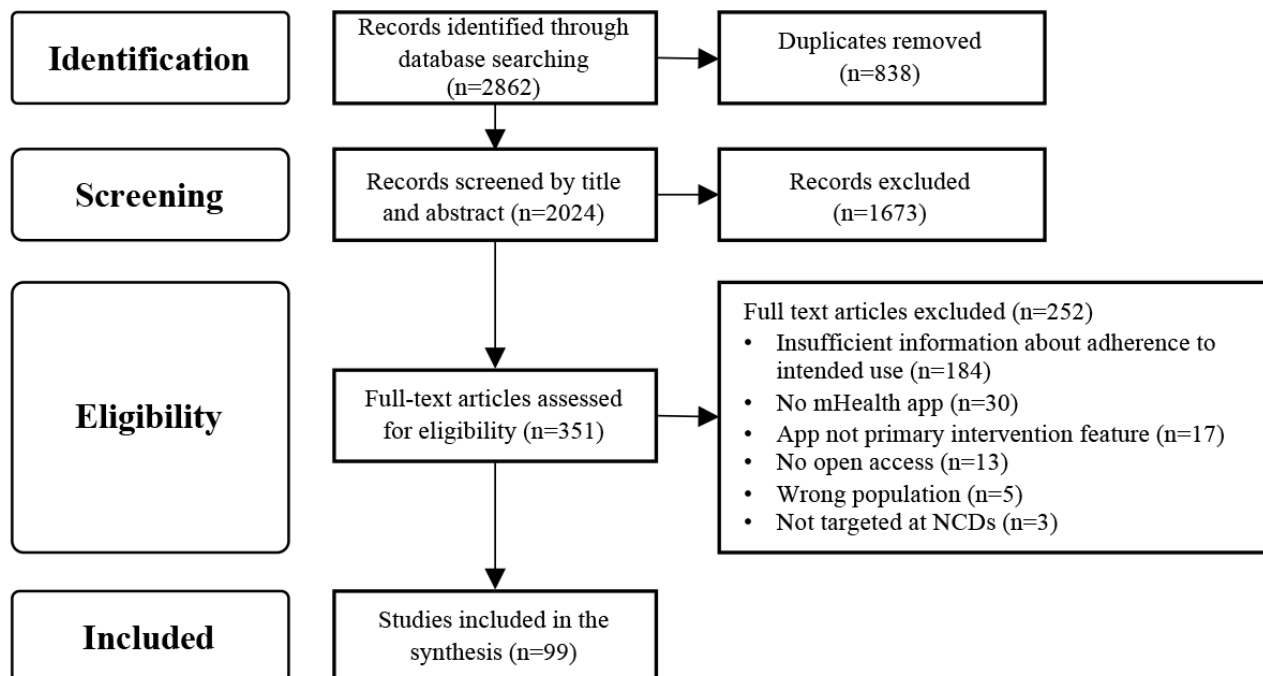 Identification
Records identified through
database searching
(n=2862)
Duplicates removed
(n=838)
Screening
Records screened by title
and abstract (n=2024)
Records excluded
(n=1673)
Eligibility
Full-text articles assessed
for eligibility (n=351)
Full text articles excluded (n=252)
• Insufficient information about adherence to
intended use (n=184)
• No mHealth app (n=30)
• App not primary intervention feature (n=17)
• No open access (n=13)
• Wrong population (n=5)
• Not targeted at NCDs (n=3)
Included
Studies included in the
synthesis (n=99)